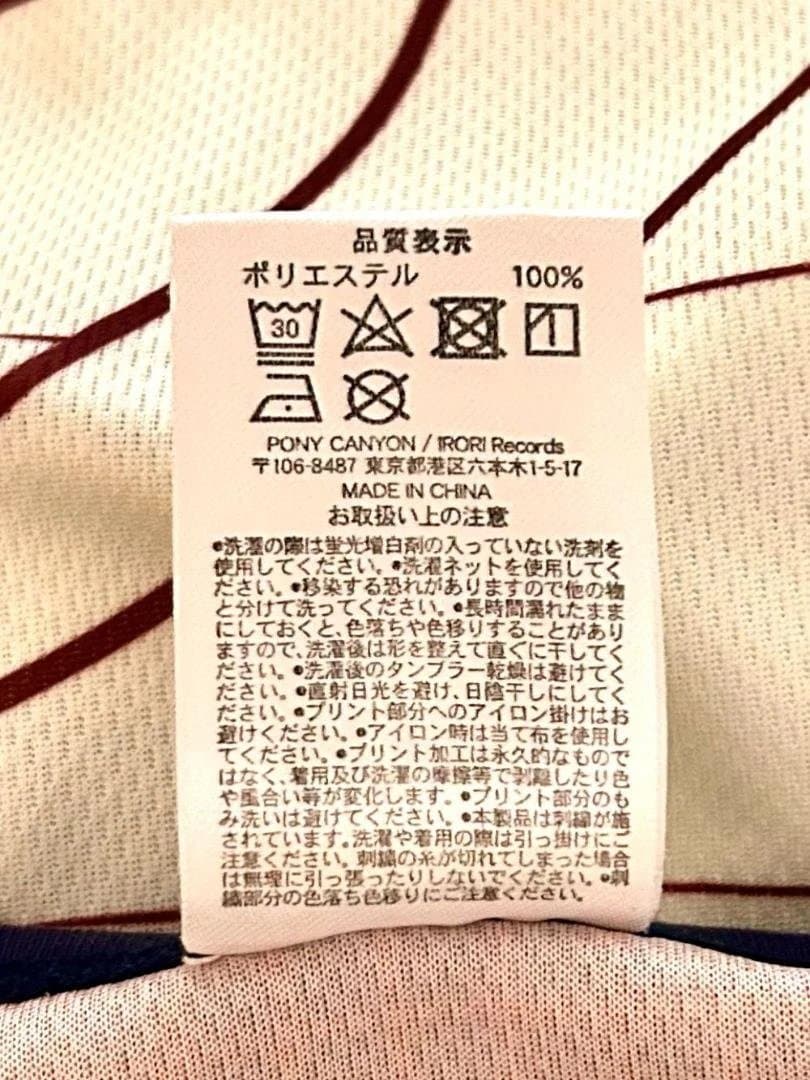 品質表示
ポリエステル 100%
30
PONY CANYON / IRORI Records
〒106-8487 東京都港区六本木1-5-17
MADE IN CHINA
お取扱い上の注意
●洗濯の際は蛍光増白剤の入っていない洗剤を
使用してください。●洗濯ネットを使用してく
ださい。●移染する恐れがありますので他の物
と分けて洗ってください。●長時間濡れたまま
にしておくと、色落ちや色移りすることがあり
ますので、洗濯後は形を整えて直ぐに干してく
ださい。●洗濯後のタンブラー乾燥は避けてく
ださい。●直射日光を避け、日陰干しにしてく
ださい。●プリント部分へのアイロン掛けはお
避けください。●アイロン時は当て布を使用し
てください。●プリント加工は永久的なもので
はなく、着用及び洗濯の摩擦等で剥離したり色
や風合い等が変化します。●プリント部分のも
み洗いは避けてください。●本製品は刺繍が施
されています。洗濯や着用の際は引っ掛けにご
注意ください。刺繍の糸が切れてしまった場合
は無理に引っ張ったりしないでください。●刺
繍部分の色落ち色移りにご注意ください。